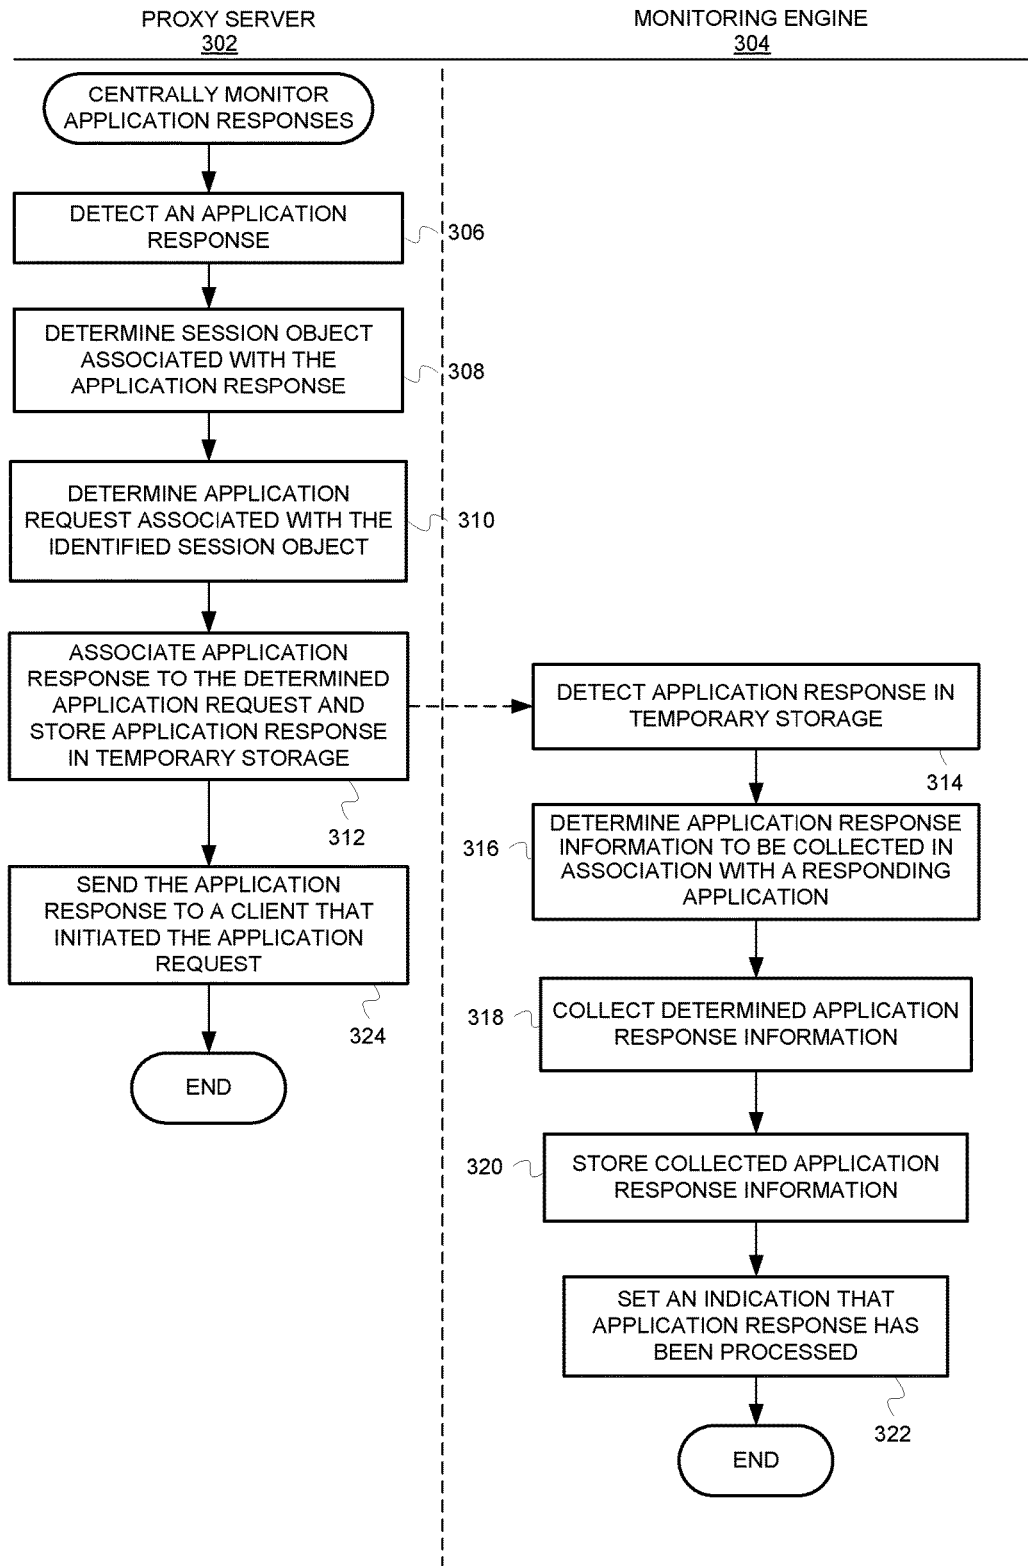 PROXY SERVER
302
MONITORING ENGINE
304
CENTRALLY MONITOR
APPLICATION RESPONSES
DETECT AN APPLICATION
RESPONSE
306
DETERMINE SESSION OBJECT
ASSOCIATED WITH THE
APPLICATION RESPONSE
308
DETERMINE APPLICATION
REQUEST ASSOCIATED WITH THE
IDENTIFIED SESSION OBJECT
310
ASSOCIATE APPLICATION
RESPONSE TO THE DETERMINED
APPLICATION REQUEST AND
STORE APPLICATION RESPONSE
IN TEMPORARY STORAGE
312
SEND THE APPLICATION
RESPONSE TO A CLIENT THAT
INITIATED THE APPLICATION
REQUEST
324
END
DETECT APPLICATION RESPONSE IN
TEMPORARY STORAGE
314
DETERMINE APPLICATION RESPONSE
INFORMATION TO BE COLLECTED IN
ASSOCIATION WITH A RESPONDING
APPLICATION
316
COLLECT DETERMINED APPLICATION
RESPONSE INFORMATION
318
STORE COLLECTED APPLICATION
RESPONSE INFORMATION
320
SET AN INDICATION THAT
APPLICATION RESPONSE HAS
BEEN PROCESSED
322
END